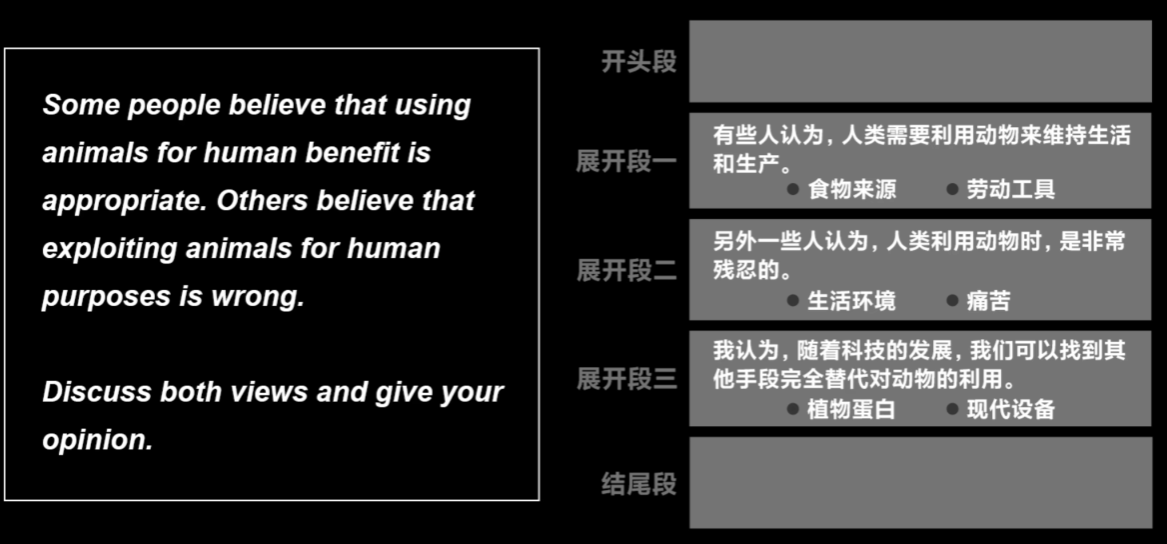 Some people believe that using
animals for human benefit is
appropriate. Others believe that
exploiting animals for human
purposes is wrong.
Discuss both views and give your
opinion.
开头段
展开段一
有些人认为，人类需要利用动物来维持生活
和生产。
● 食物来源 ● 劳动工具
展开段二
另外一些人认为，人类利用动物时，是非常
残忍的。
● 生活环境 ● 痛苦
展开段三
我认为，随着科技的发展，我们可以找到其
他手段完全替代对动物的利用。
● 植物蛋白 ● 现代设备
结尾段